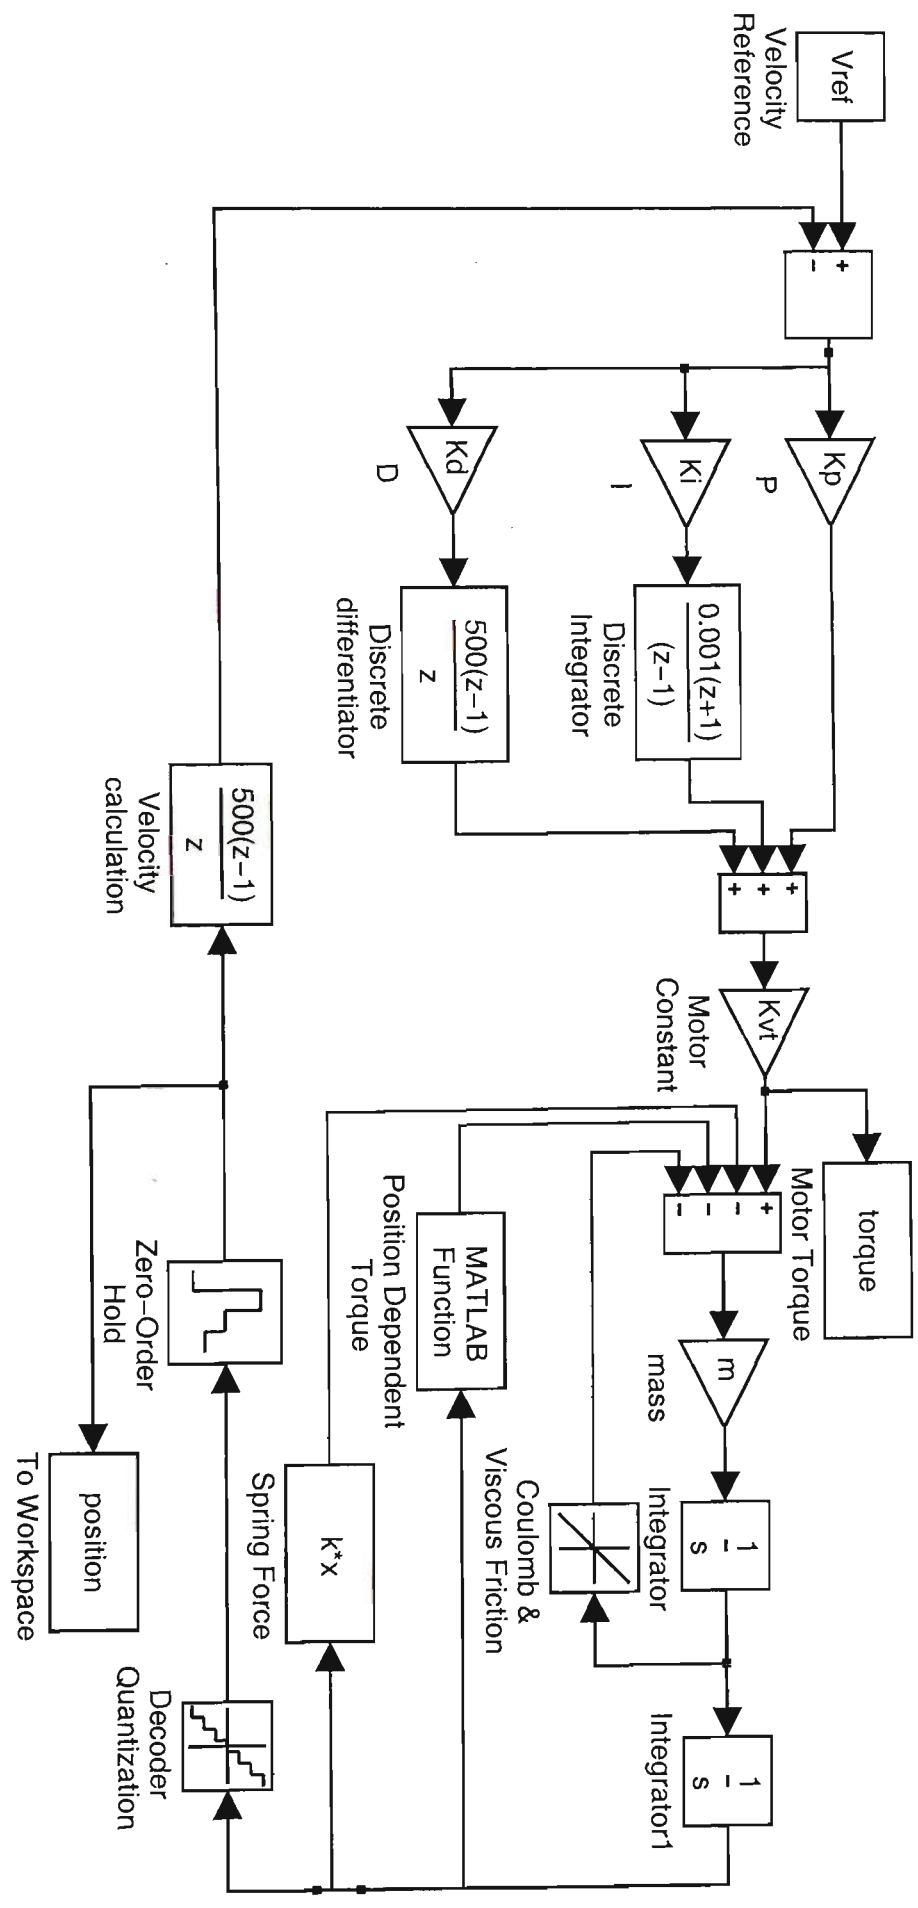 Vref
Velocity
Reference
+
−
Kp
P
Ki
I
Kd
D
0.001(z+1)
(z−1)
Discrete
Integrator
500(z−1)
z
Discrete
differentiator
+
+
+
Kvt
Motor
Constant
torque
Motor Torque
+
−
−
−
m
mass
1
s
Integrator
1
s
Integrator1
Coulomb &
Viscous Friction
MATLAB
Function
Position Dependent
Torque
k*x
Spring Force
500(z−1)
z
Velocity
calculation
Zero−Order
Hold
Decoder
Quantization
position
To Workspace